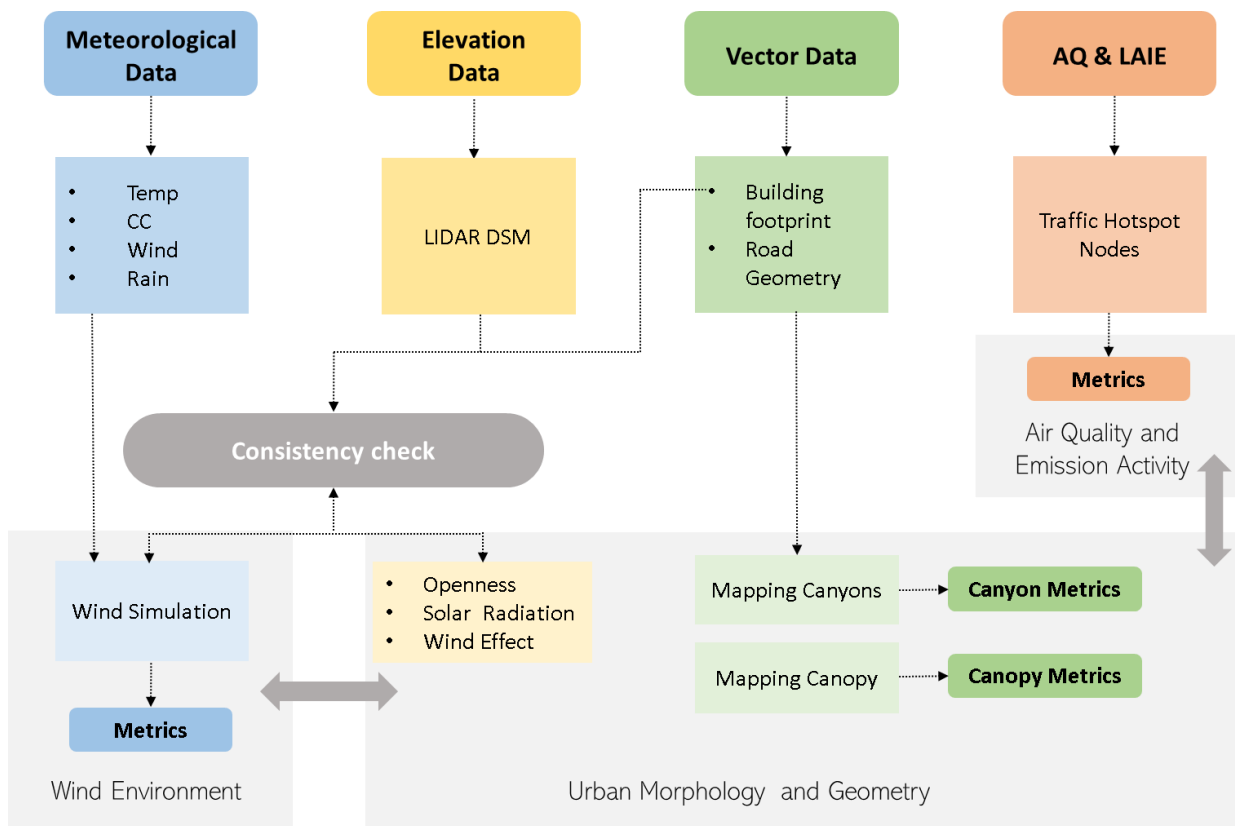 Meteorological
Data
Elevation
Data
Vector Data
AQ & LAIE
• Temp
• CC
• Wind
• Rain
LIDAR DSM
• Building
footprint
• Road
Geometry
Traffic Hotspot
Nodes
Metrics
Air Quality and
Emission Activity
Consistency check
Wind Simulation
Metrics
Wind Environment
• Openness
• Solar Radiation
• Wind Effect
Mapping Canyons
Canyon Metrics
Mapping Canopy
Canopy Metrics
Urban Morphology and Geometry